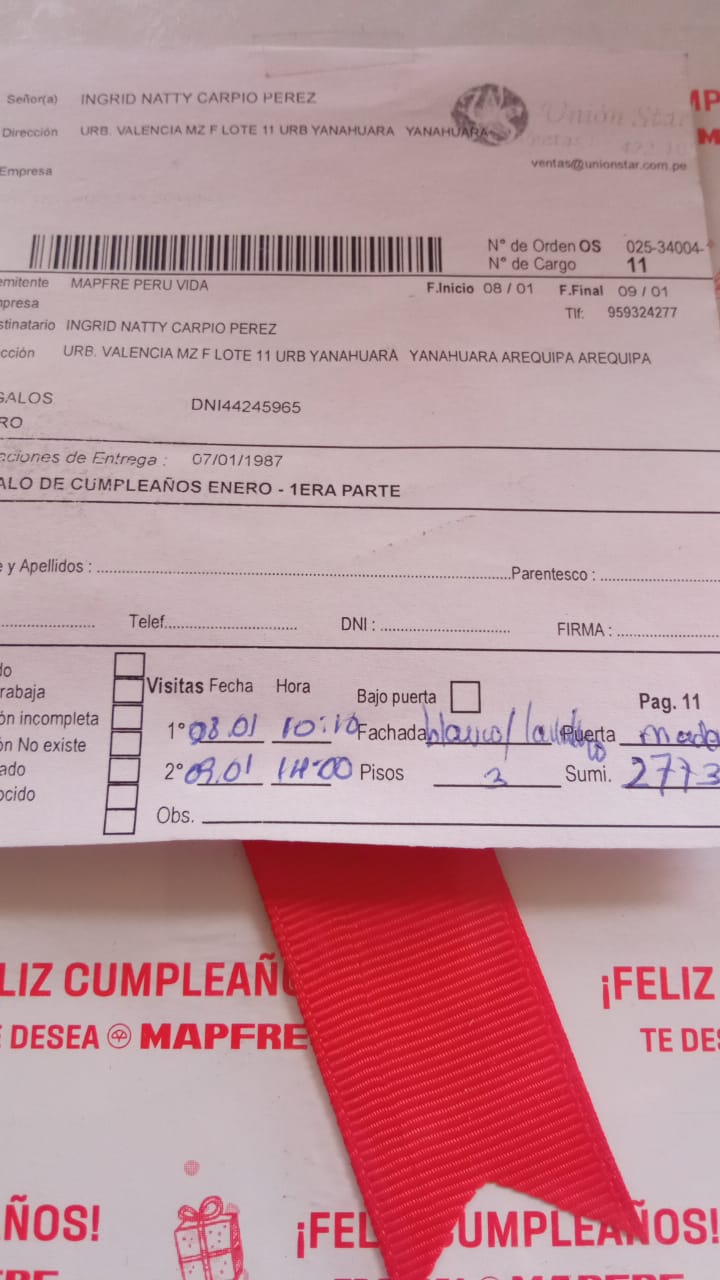 Señor(a) INGRID NATTY CARPIO PEREZ
Dirección URB. VALENCIA MZ F LOTE 11 URB YANAHUARA YANAHUARA
Unión Star
Empresa
ventas@unionstar.com.pe
N° de Orden OS 025-34004-
N° de Cargo 11
emitente MAPFRE PERU VIDA
F.Inicio 08 / 01 F.Final 09 / 01
mpresa
Tlf: 959324277
stinatario INGRID NATTY CARPIO PEREZ
cción URB. VALENCIA MZ F LOTE 11 URB YANAHUARA YANAHUARA AREQUIPA AREQUIPA
GALOS
DNI44245965
RO
cciones de Entrega : 07/01/1987
ALO DE CUMPLEAÑOS ENERO - 1ERA PARTE
e y Apellidos : Parentesco :
Telef. DNI : FIRMA :
do
rabaja Visitas Fecha Hora Bajo puerta Pag. 11
ón incompleta 1° 08.01 10:10 Fachada blanco/ Puerta
ón No existe
ado 2° 09.01 14:00 Pisos 3 Sumi. 2773
ocido
Obs.
LIZ CUMPLEAÑ ¡FELIZ
E DESEA MAPFRE TE DES
ÑOS! ¡FEL CUMPLEAÑOS!